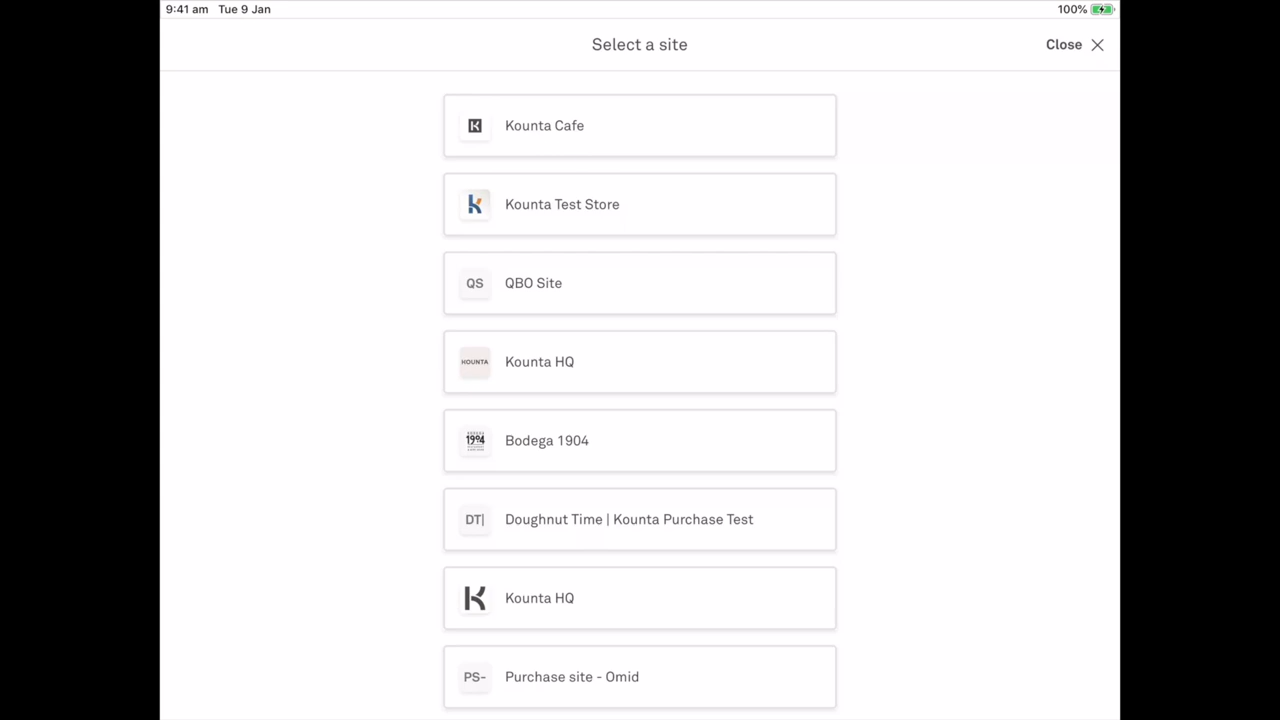 9:41 am Tue 9 Jan 100%
Select a site
Close
Kounta Cafe
Kounta Test Store
QS QBO Site
KOUNTA Kounta HQ
1904 Bodega 1904
DT| Doughnut Time | Kounta Purchase Test
K Kounta HQ
PS- Purchase site - Omid